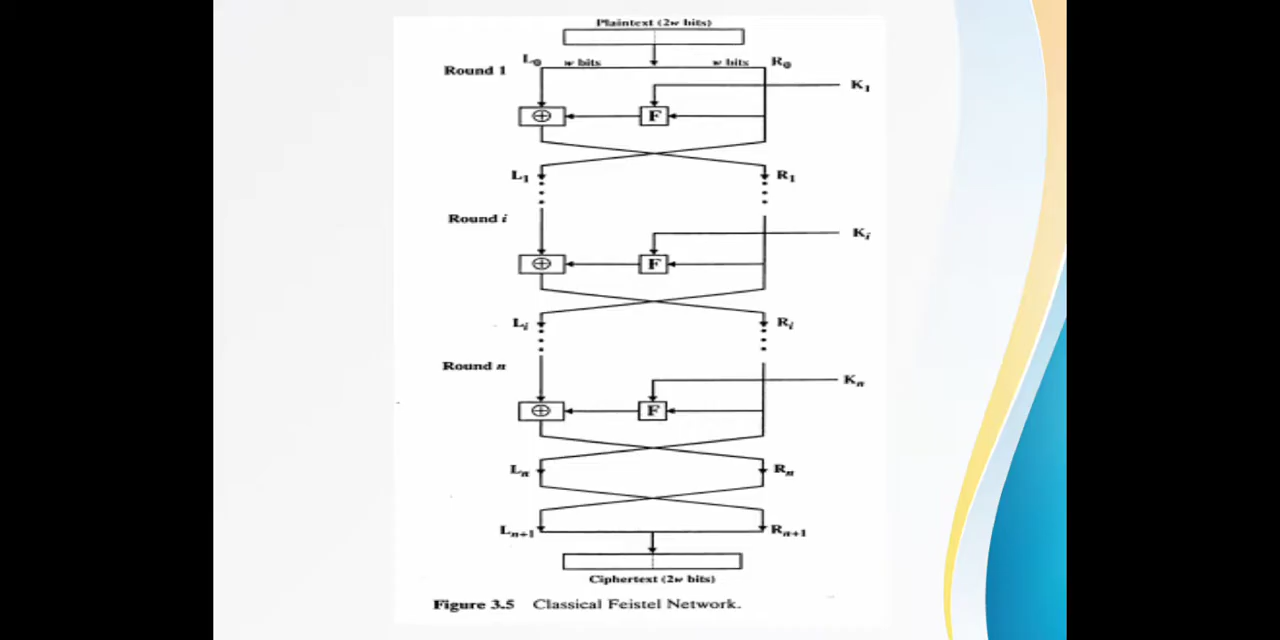 Plaintext (2w bits)
L0 w bits w bits R0
Round 1
K1
⊕ F
L1 R1
Round i
Ki
⊕ F
Li Ri
Round n
Kn
⊕ F
Ln Rn
Ln+1 Rn+1
Ciphertext (2w bits)
Figure 3.5 Classical Feistel Network.